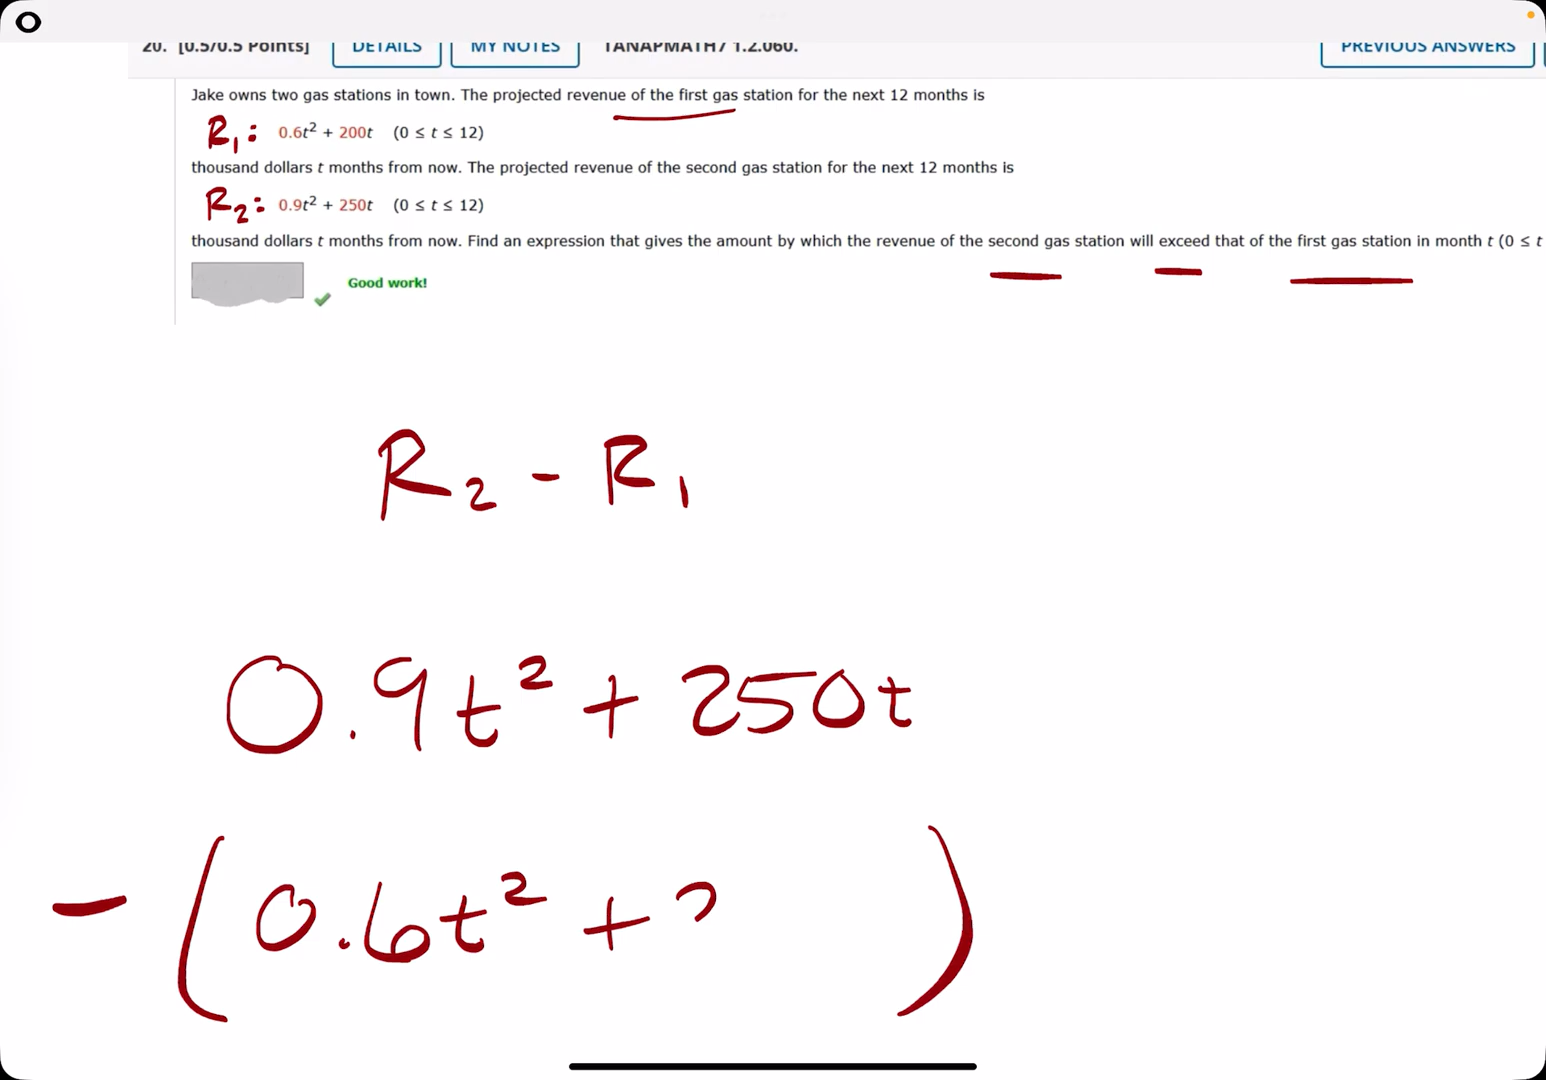 20. [0.5/0.5 Points] DETAILS MY NOTES TANAPMATH7 1.2.060. PREVIOUS ANSWERS
Jake owns two gas stations in town. The projected revenue of the first gas station for the next 12 months is
R₁: 0.6t² + 200t (0 ≤ t ≤ 12)
thousand dollars t months from now. The projected revenue of the second gas station for the next 12 months is
R₂: 0.9t² + 250t (0 ≤ t ≤ 12)
thousand dollars t months from now. Find an expression that gives the amount by which the revenue of the second gas station will exceed that of the first gas station in month t (0 ≤ t
Good work!
R₂ - R₁
0.9t² + 250t
- (0.6t² + )